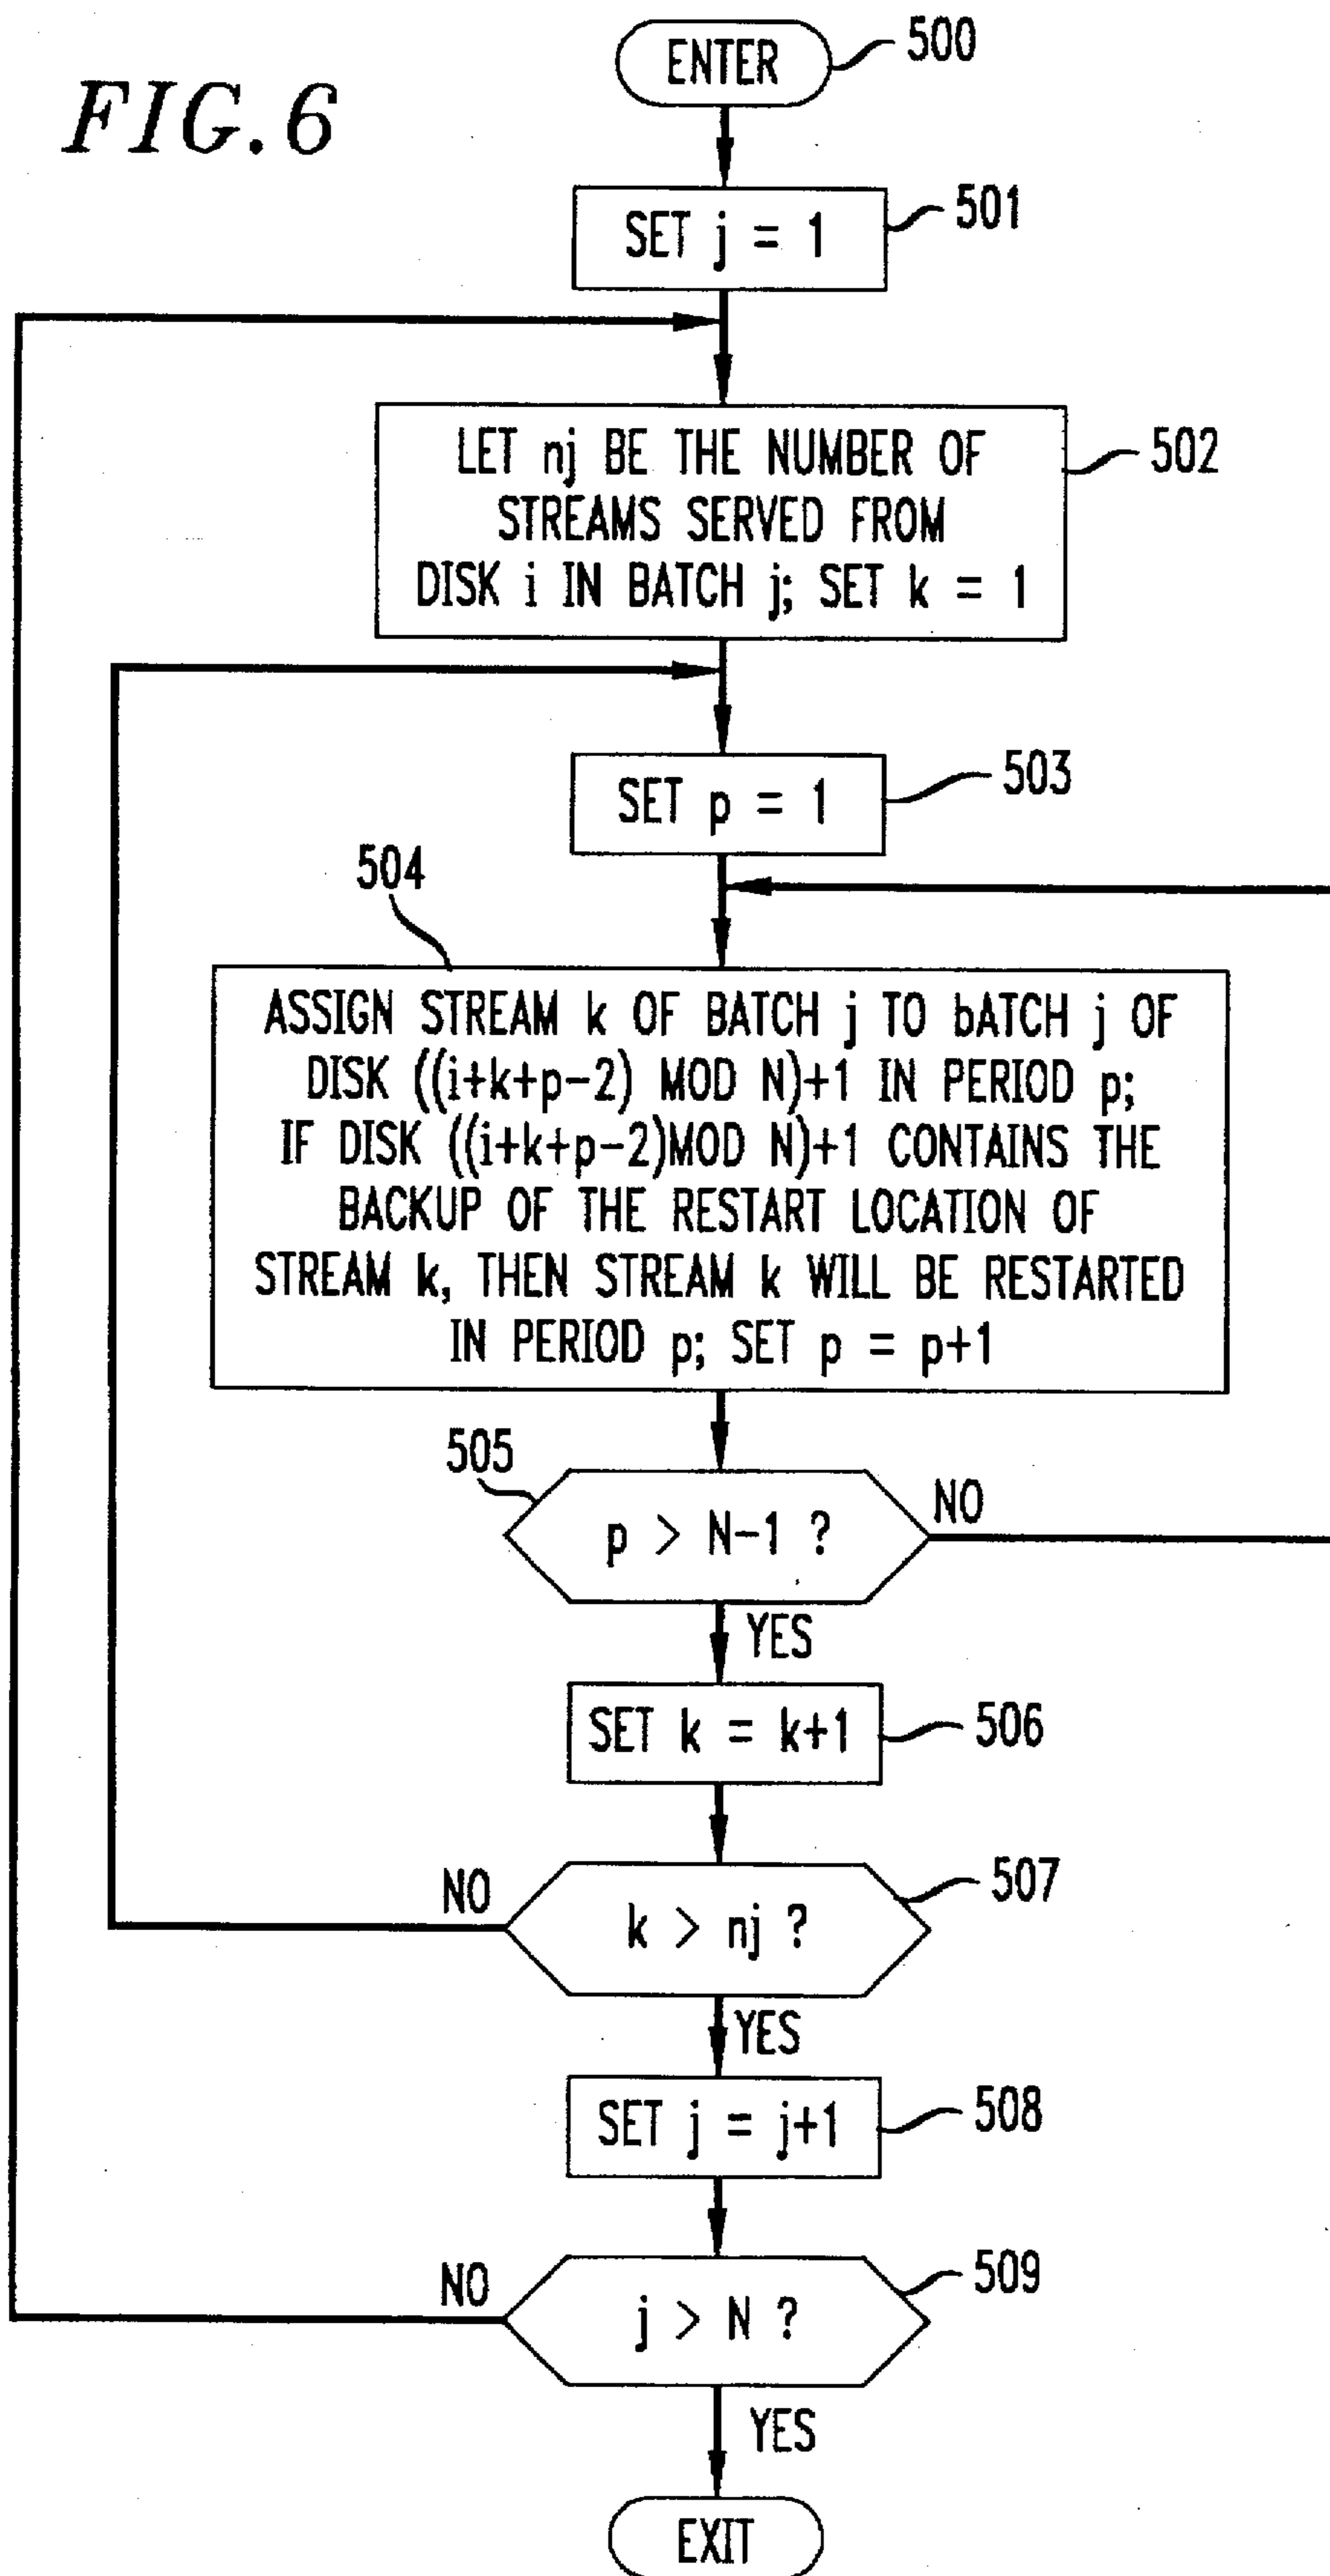 FIG. 6
ENTER
500
SET j = 1
501
LET nj BE THE NUMBER OF
STREAMS SERVED FROM
DISK i IN BATCH j; SET k = 1
502
SET p = 1
503
504
ASSIGN STREAM k OF BATCH j TO bATCH j OF
DISK ((i+k+p-2) MOD N)+1 IN PERIOD p;
IF DISK ((i+k+p-2)MOD N)+1 CONTAINS THE
BACKUP OF THE RESTART LOCATION OF
STREAM k, THEN STREAM k WILL BE RESTARTED
IN PERIOD p; SET p = p+1
505
p > N-1 ?
NO
YES
SET k = k+1
506
NO
k > nj ?
507
YES
SET j = j+1
508
NO
j > N ?
509
YES
EXIT